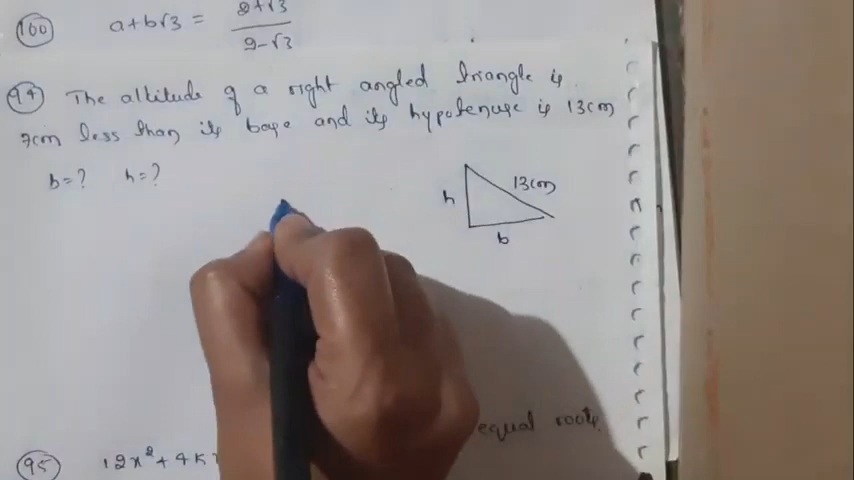 100 a+b√3 = 2+√3
2-√3
94 The altitude of a right angled triangle is
7cm less than its base and its hypotenuse is 13cm
b=? h=?
h 13cm
b
equal roots.
95 12x² + 4k